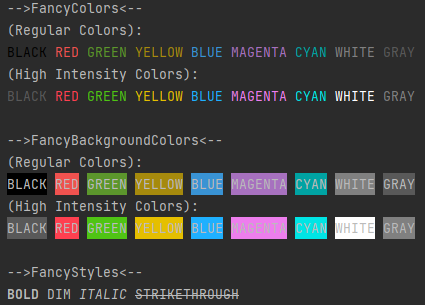 -->FancyColors<--
(Regular Colors):
BLACK RED GREEN YELLOW BLUE MAGENTA CYAN WHITE GRAY
(High Intensity Colors):
BLACK RED GREEN YELLOW BLUE MAGENTA CYAN WHITE GRAY
-->FancyBackgroundColors<--
(Regular Colors):
BLACK RED GREEN YELLOW BLUE MAGENTA CYAN WHITE GRAY
(High Intensity Colors):
BLACK RED GREEN YELLOW BLUE MAGENTA CYAN WHITE GRAY
-->FancyStyles<--
BOLD DIM ITALIC STRIKETHROUGH